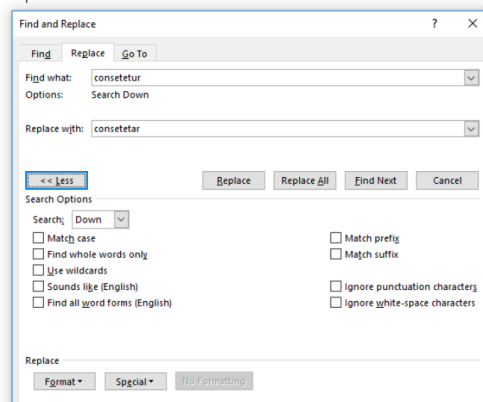 Find and Replace ? ×
Find Replace Go To
Find what: consetetur
Options: Search Down
Replace with: consetetar
<< Less Replace Replace All Find Next Cancel
Search Options
Search: Down
Match case Match prefix
Find whole words only Match suffix
Use wildcards
Sounds like (English) Ignore punctuation characters
Find all word forms (English) Ignore white-space characters
Replace
Format Special No Formatting